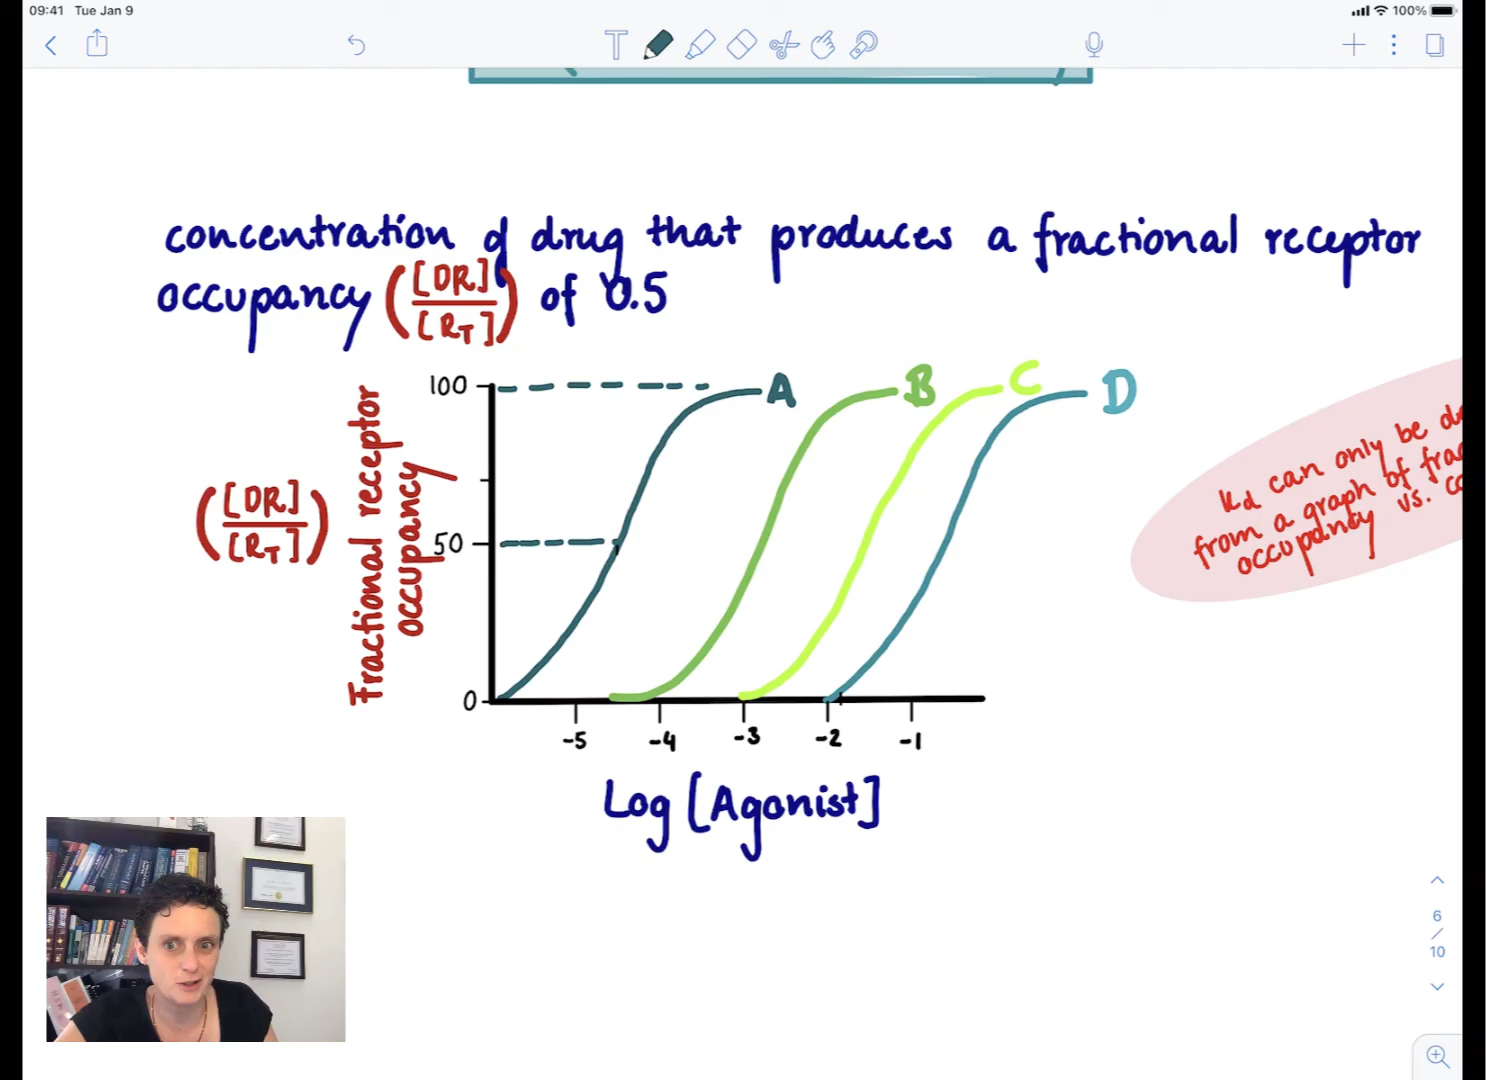 09:41 Tue Jan 9
100%
T
concentration of drug that produces a fractional receptor
occupancy ([DR]/[RT]) of 0.5
100
A
B
C
D
Fractional receptor
occupancy
([DR]/[RT])
50
0
-5 -4 -3 -2 -1
Log [Agonist]
Kd can only be
from a graph of
occupancy vs.
6
/
10